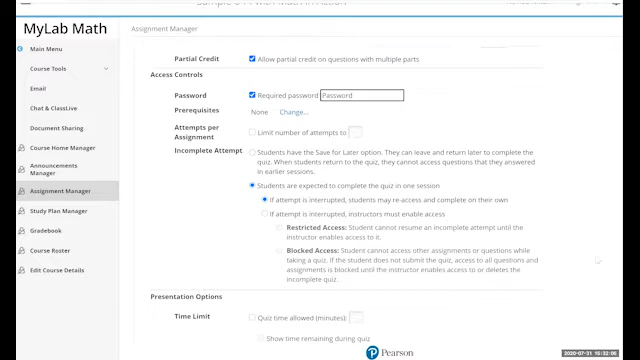 MyLab Math
Assignment Manager
Main Menu
Course Tools
Email
Chat & ClassLive
Document Sharing
Course Home Manager
Announcements
Manager
Assignment Manager
Study Plan Manager
Gradebook
Course Roster
Edit Course Details
Partial Credit
Allow partial credit on questions with multiple parts
Access Controls
Password
Required password
Password
Prerequisites
None
Change...
Attempts per
Assignment
Limit number of attempts to
Incomplete Attempt
Students have the Save for Later option. They can leave and return later to complete the
quiz. When students return to the quiz, they cannot access questions that they answered
in earlier sessions.
Students are expected to complete the quiz in one session
If attempt is interrupted, students may re-access and complete on their own
If attempt is interrupted, instructors must enable access
Restricted Access: Student cannot resume an incomplete attempt until the
instructor enables access to it.
Blocked Access: Student cannot access other assignments or questions while
taking a quiz. If the student does not submit the quiz, access to all questions and
assignments is blocked until the instructor enables access to or deletes the
incomplete quiz.
Presentation Options
Time Limit
Quiz time allowed (minutes):
Show time remaining during quiz
Pearson
2020-07-31 16:32:06